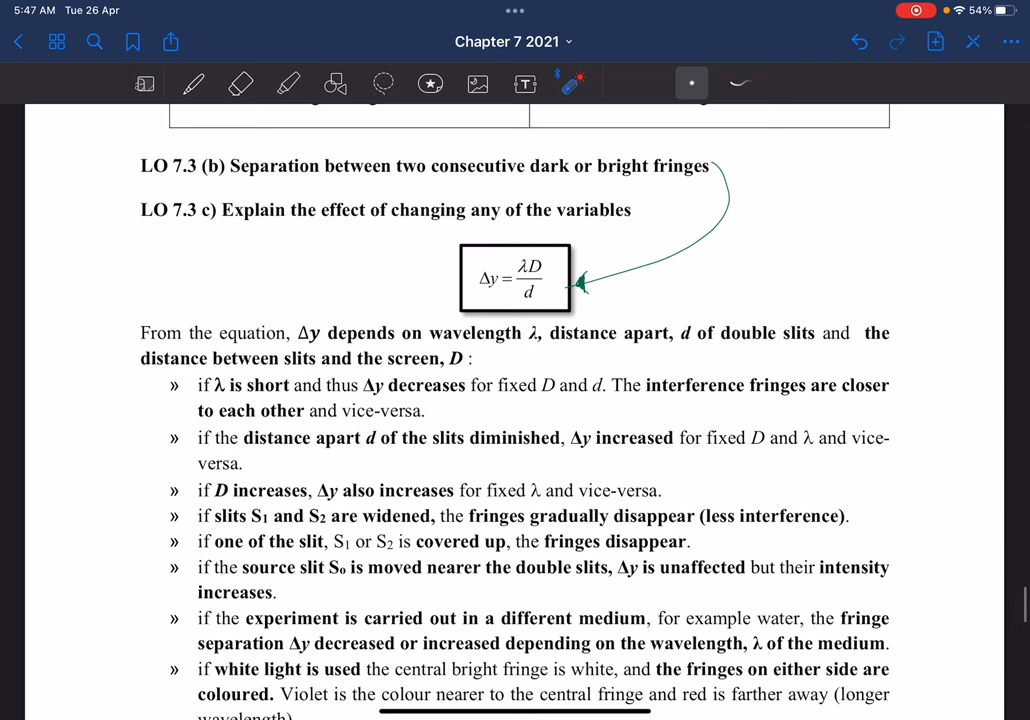 5:47 AM Tue 26 Apr
54%
Chapter 7 2021
LO 7.3 (b) Separation between two consecutive dark or bright fringes
LO 7.3 c) Explain the effect of changing any of the variables
Δy = λD / d
From the equation, Δy depends on wavelength λ, distance apart, d of double slits and the
distance between slits and the screen, D :
» if λ is short and thus Δy decreases for fixed D and d. The interference fringes are closer
to each other and vice-versa.
» if the distance apart d of the slits diminished, Δy increased for fixed D and λ and vice-
versa.
» if D increases, Δy also increases for fixed λ and vice-versa.
» if slits S₁ and S₂ are widened, the fringes gradually disappear (less interference).
» if one of the slit, S₁ or S₂ is covered up, the fringes disappear.
» if the source slit Sₒ is moved nearer the double slits, Δy is unaffected but their intensity
increases.
» if the experiment is carried out in a different medium, for example water, the fringe
separation Δy decreased or increased depending on the wavelength, λ of the medium.
» if white light is used the central bright fringe is white, and the fringes on either side are
coloured. Violet is the colour nearer to the central fringe and red is farther away (longer
wavelength)